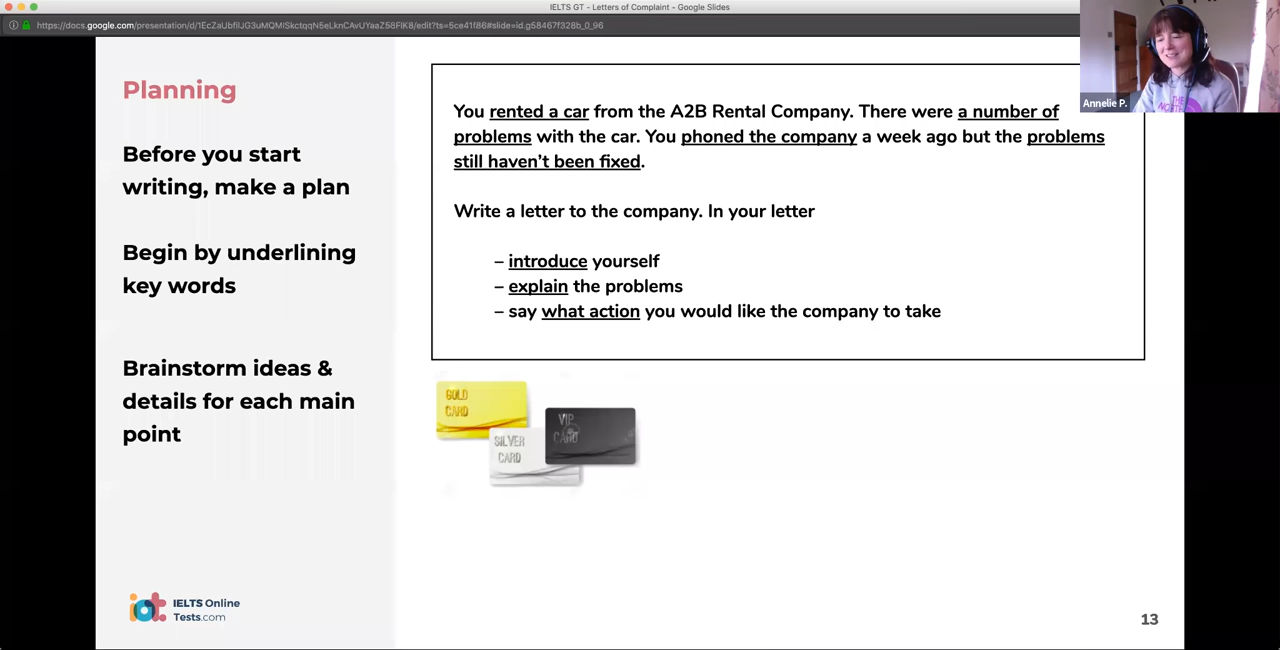 IELTS GT - Letters of Complaint - Google Slides
Planning
Before you start
writing, make a plan
Begin by underlining
key words
Brainstorm ideas &
details for each main
point
You rented a car from the A2B Rental Company. There were a number of
problems with the car. You phoned the company a week ago but the problems
still haven't been fixed.
Write a letter to the company. In your letter
– introduce yourself
– explain the problems
– say what action you would like the company to take
GOLD
CARD
SILVER
CARD
VIP
CARD
Annelie P.
THE
IELTS Online
Tests.com
13